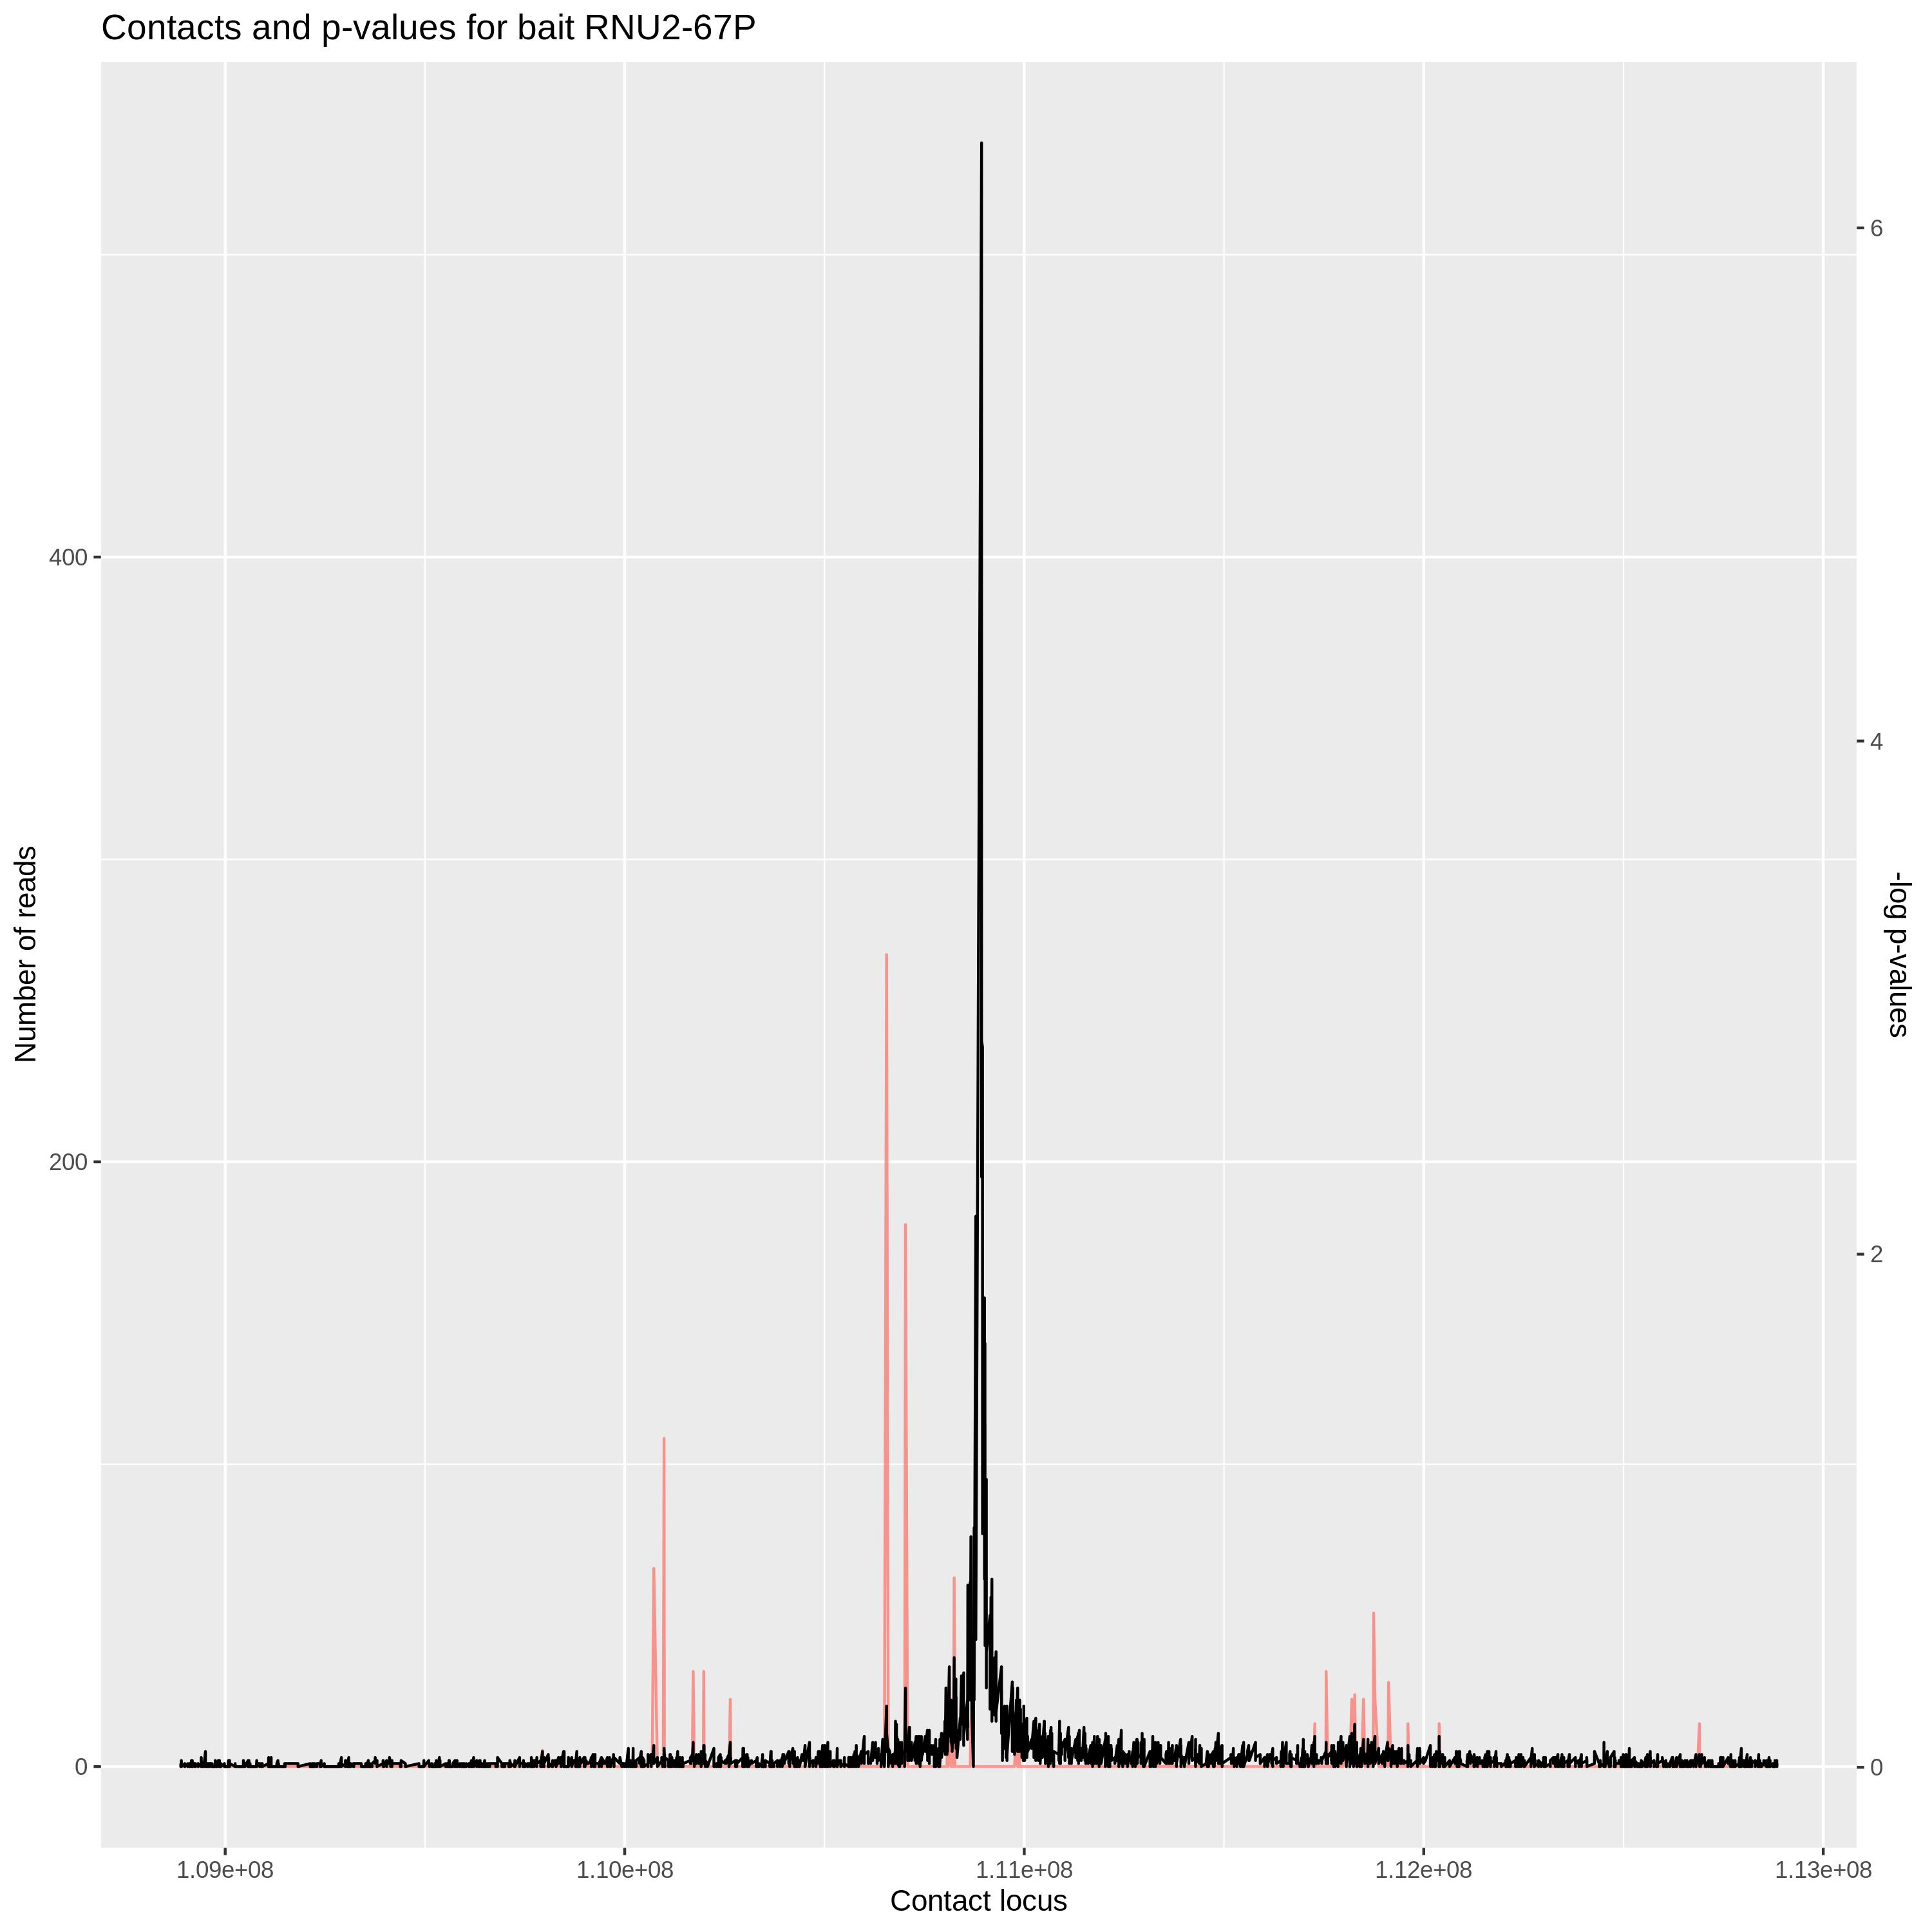 Contacts and p-values for bait RNU2-67P
6
400
4
Number of reads
-log p-values
200
2
0
0
1.09e+08
1.10e+08
1.11e+08
1.12e+08
1.13e+08
Contact locus